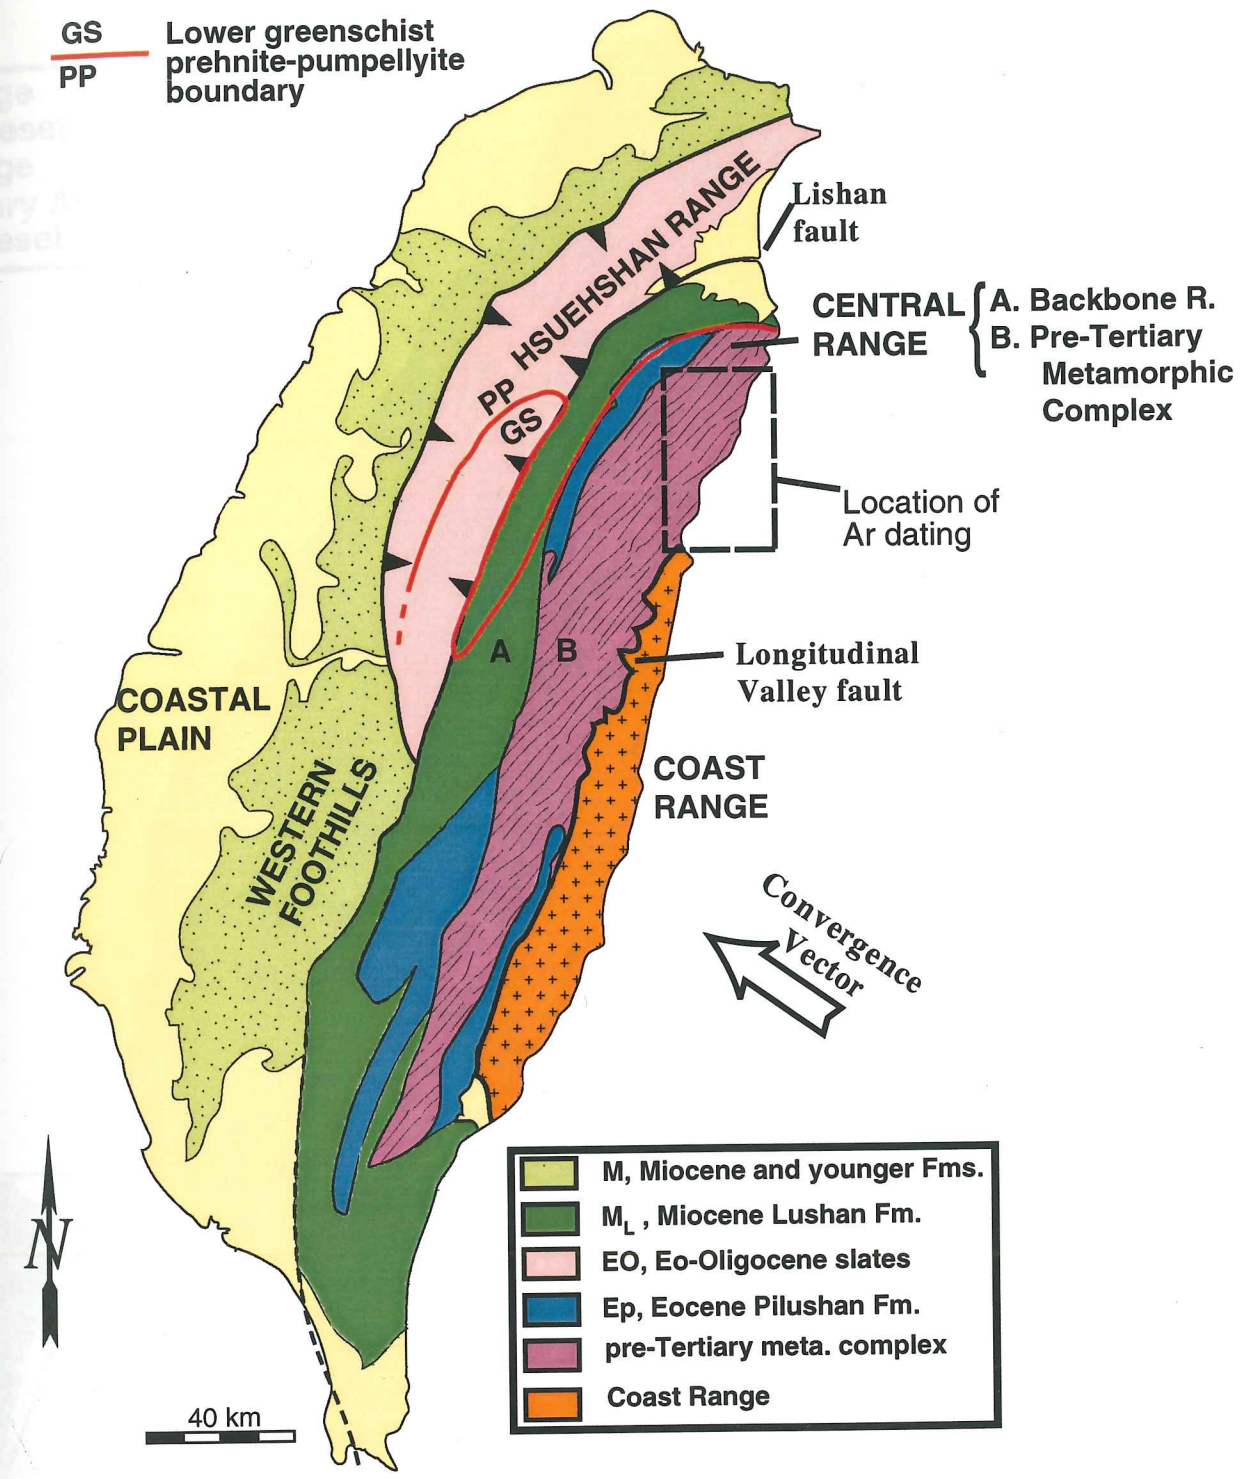 GS
PP
Lower greenschist
prehnite-pumpellyite
boundary
Lishan
fault
HSUEHSHAN RANGE
CENTRAL
RANGE
A. Backbone R.
B. Pre-Tertiary
Metamorphic
Complex
PP
GS
Location of
Ar dating
A
B
Longitudinal
Valley fault
COASTAL
PLAIN
WESTERN
FOOTHILLS
COAST
RANGE
Convergence
Vector
M, Miocene and younger Fms.
ML , Miocene Lushan Fm.
EO, Eo-Oligocene slates
Ep, Eocene Pilushan Fm.
pre-Tertiary meta. complex
Coast Range
N
40 km